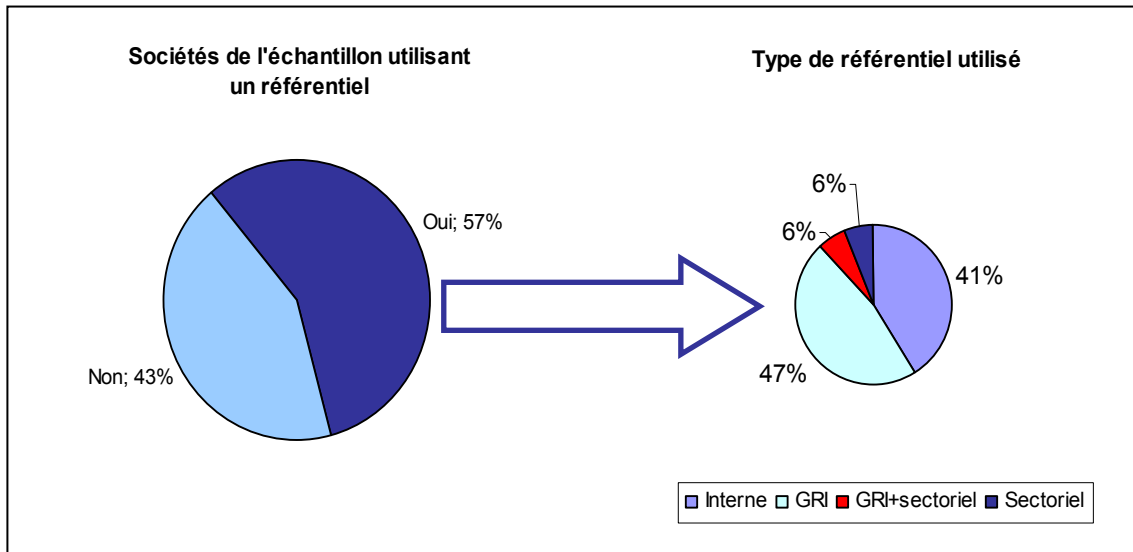 Sociétés de l'échantillon utilisant
un référentiel
Oui; 57%
Non; 43%
Type de référentiel utilisé
6%
6%
41%
47%
Interne GRI GRI+sectoriel Sectoriel